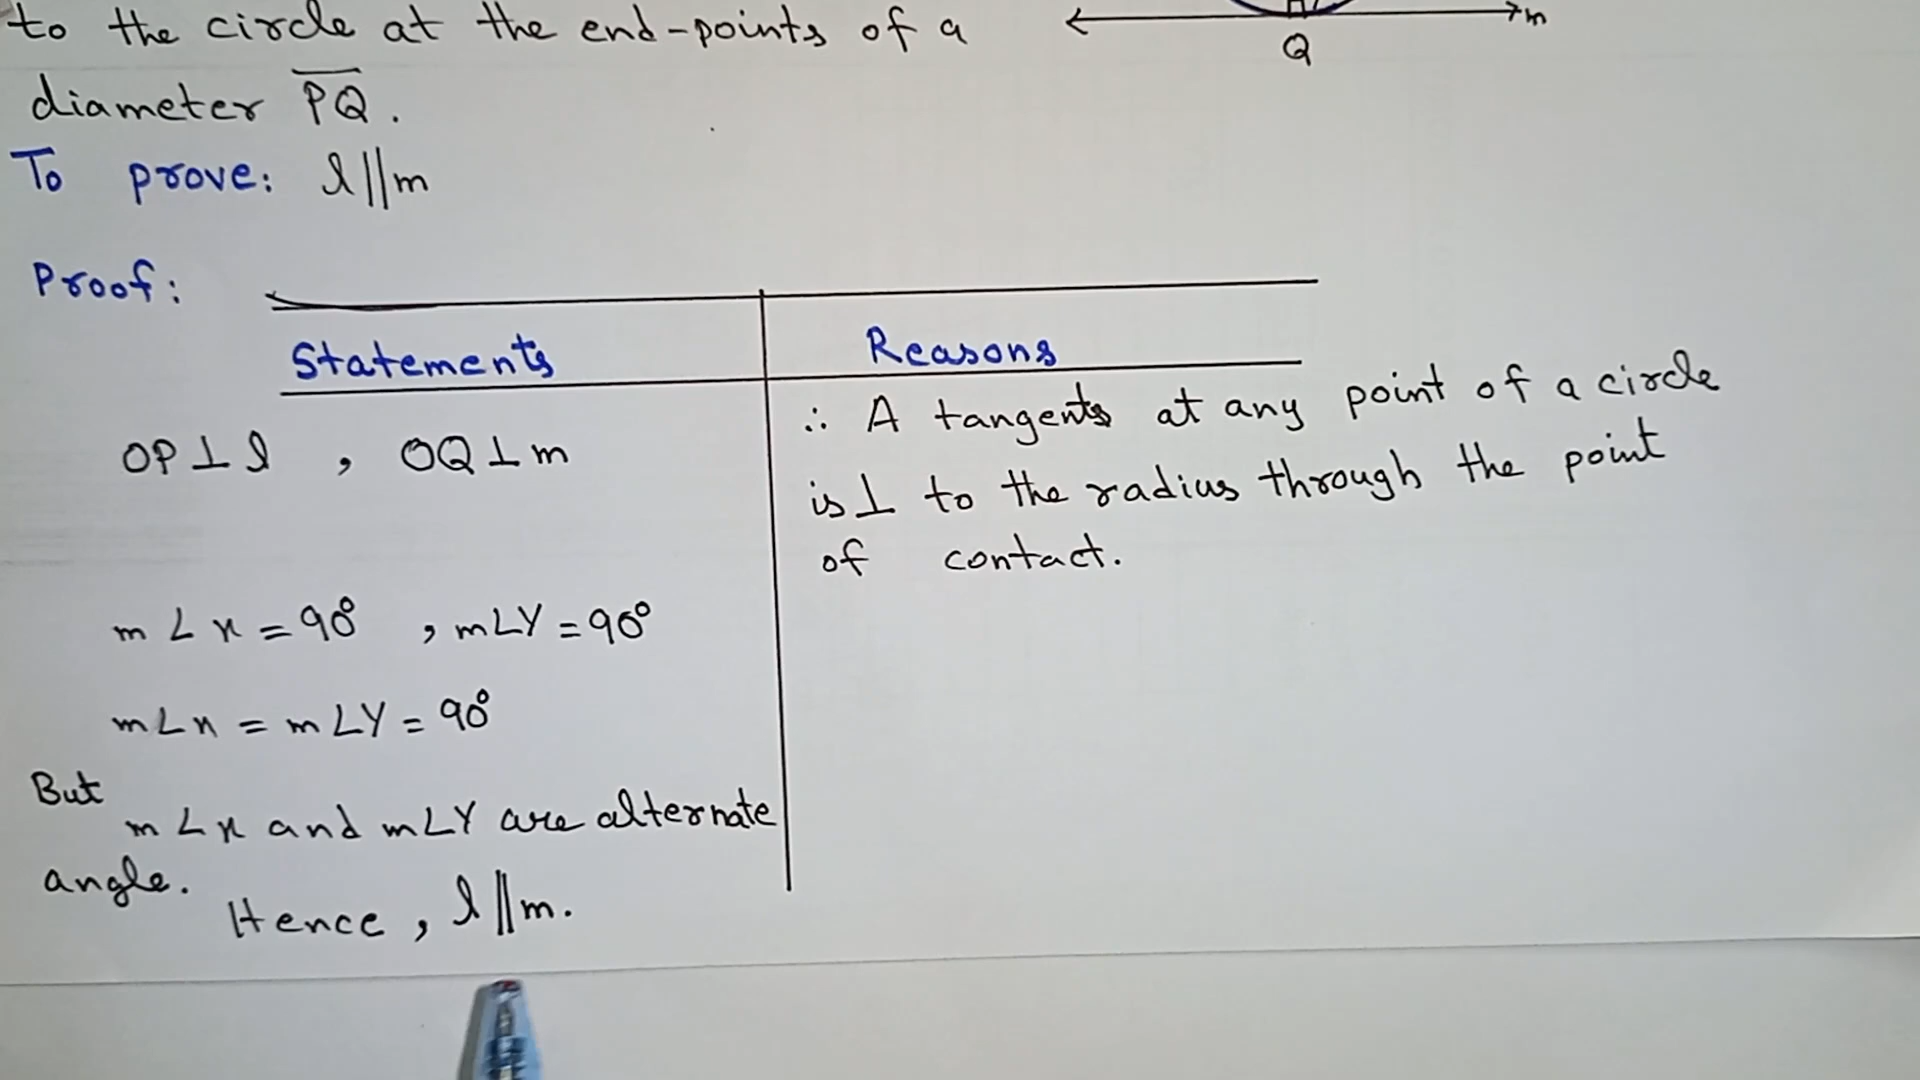 to the circle at the end-points of a
m
Q
diameter PQ.
To prove: l||m
Proof:
Statements
Reasons
OP⊥l , OQ⊥m
∴ A tangents at any point of a circle
is ⊥ to the radius through the point
of contact.
m∠x = 90° , m∠Y = 90°
m∠x = m∠Y = 90°
But
m∠x and m∠Y are alternate
angle.
Hence, l||m.